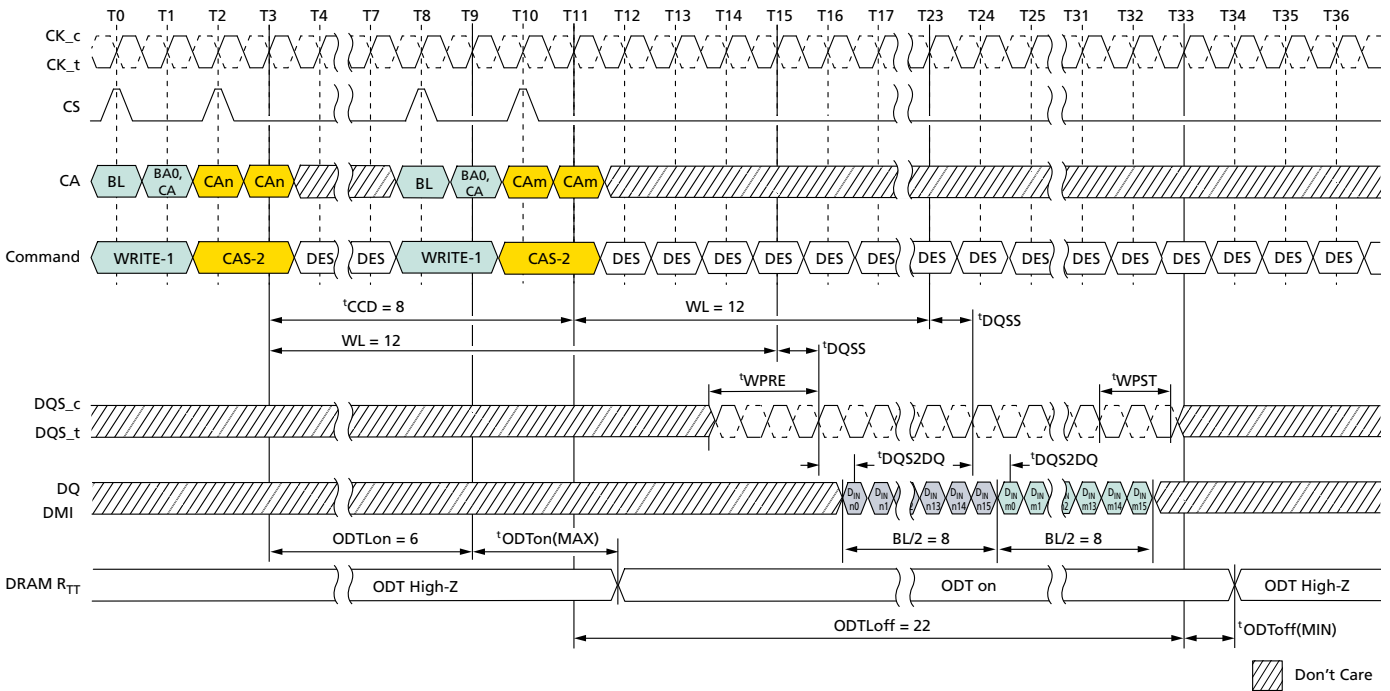 T0 T1 T2 T3 T4 T7 T8 T9 T10 T11 T12 T13 T14 T15 T16 T17 T23 T24 T25 T31 T32 T33 T34 T35 T36
CK_c
CK_t
CS
CA BL BA0, CA CAn CAn BL BA0, CA CAm CAm
Command WRITE-1 CAS-2 DES DES WRITE-1 CAS-2 DES DES DES DES DES DES DES DES DES DES DES DES DES DES DES
tCCD = 8 WL = 12 tDQSS
WL = 12 tDQSS
tWPRE tWPST
DQS_c
DQS_t
tDQS2DQ tDQS2DQ
DQ
DMI
DIN n0 DIN n1 DIN n13 DIN n14 DIN n15 DIN m0 DIN m1 DIN m13 DIN m14 DIN m15
ODTLon = 6 tODTon(MAX) BL/2 = 8 BL/2 = 8
DRAM RTT ODT High-Z ODT on ODT High-Z
ODTLoff = 22 tODToff(MIN)
Don't Care